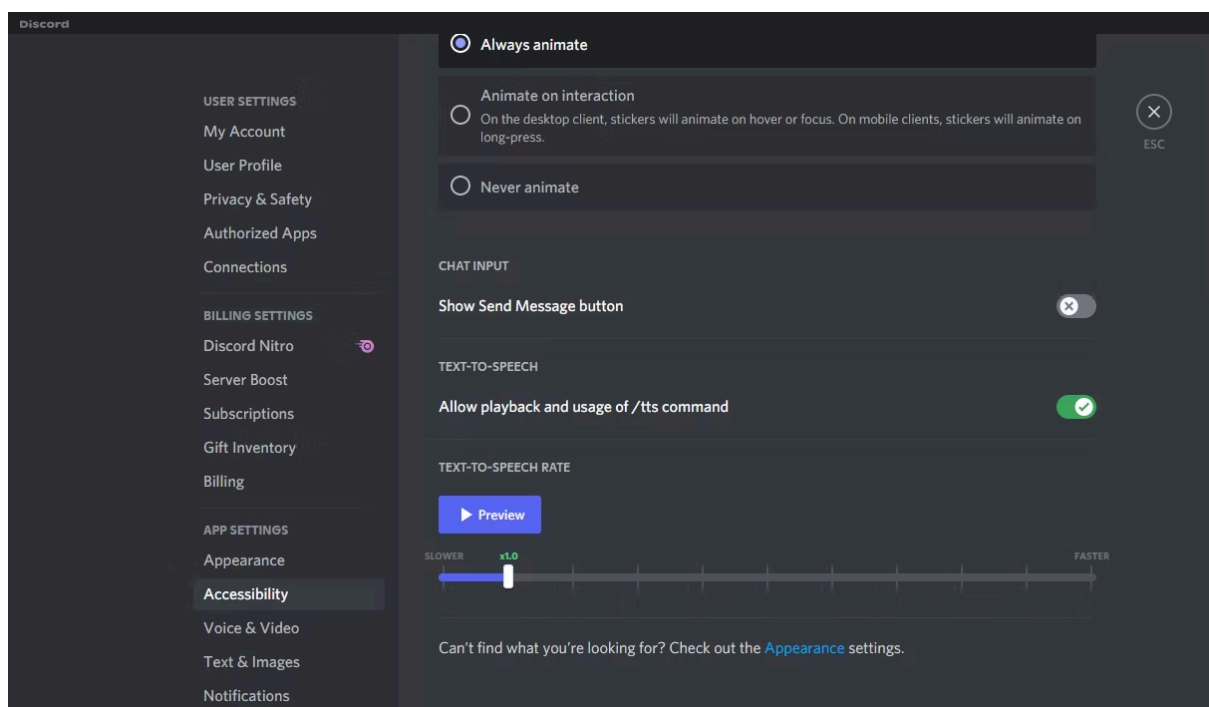 Discord
USER SETTINGS
My Account
User Profile
Privacy & Safety
Authorized Apps
Connections
BILLING SETTINGS
Discord Nitro
Server Boost
Subscriptions
Gift Inventory
Billing
APP SETTINGS
Appearance
Accessibility
Voice & Video
Text & Images
Notifications
Always animate
Animate on interaction
On the desktop client, stickers will animate on hover or focus. On mobile clients, stickers will animate on
long-press.
Never animate
CHAT INPUT
Show Send Message button
TEXT-TO-SPEECH
Allow playback and usage of /tts command
TEXT-TO-SPEECH RATE
Preview
SLOWER x1.0 FASTER
Can't find what you're looking for? Check out the Appearance settings.
ESC